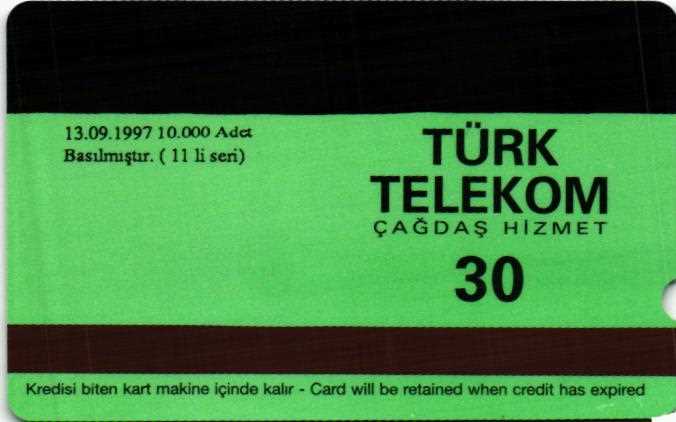 13.09.1997 10.000 Adet
Basılmıştır. ( 11 li seri)
TÜRK
TELEKOM
ÇAĞDAŞ HİZMET
30
Kredisi biten kart makine içinde kalır - Card will be retained when credit has expired